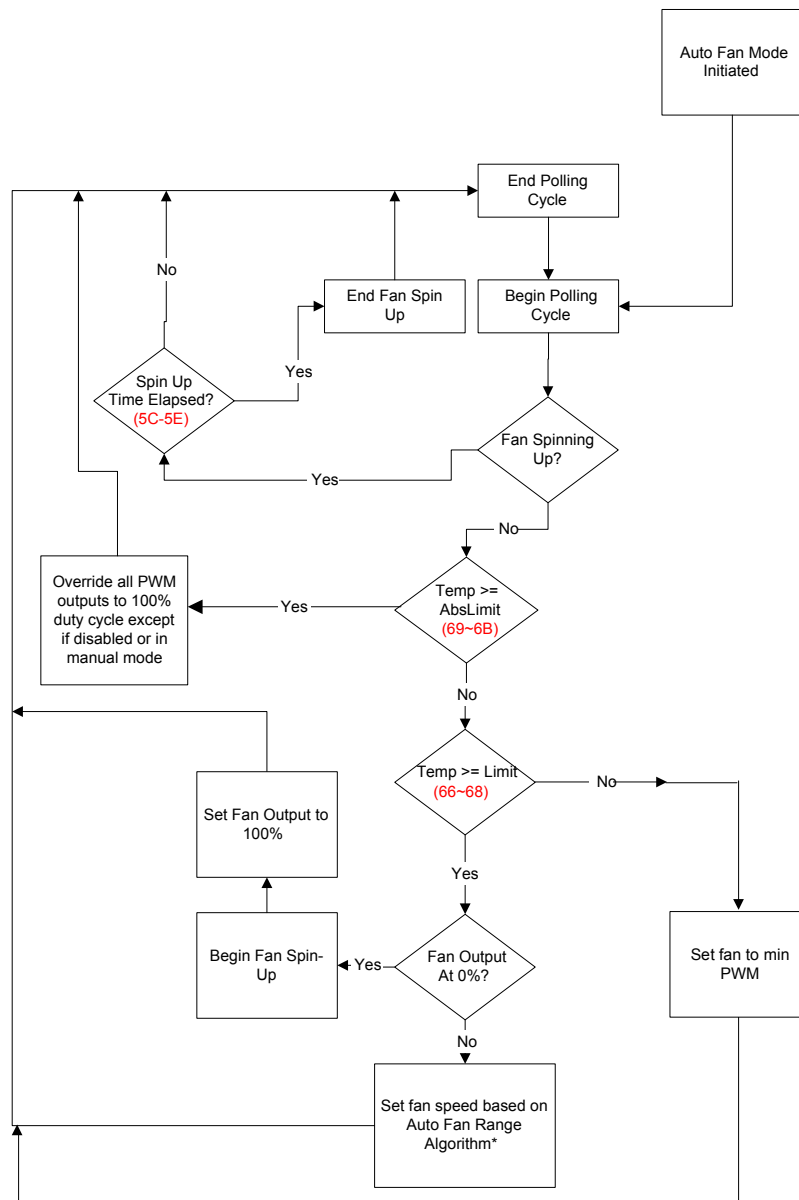 Auto Fan Mode
Initiated
End Polling
Cycle
No
End Fan Spin
Up
Begin Polling
Cycle
Spin Up
Time Elapsed?
(5C-5E)
Yes
Fan Spinning
Up?
Yes
No
Override all PWM
outputs to 100%
duty cycle except
if disabled or in
manual mode
Yes
Temp >=
AbsLimit
(69~6B)
No
Temp >= Limit
(66~68)
No
Set Fan Output to
100%
Yes
Begin Fan Spin-
Up
Yes
Fan Output
At 0%?
Set fan to min
PWM
No
Set fan speed based on
Auto Fan Range
Algorithm*